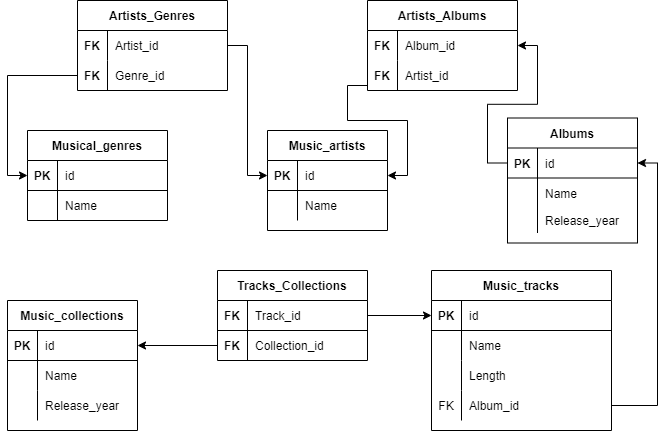 Artists_Genres
FK Artist_id
FK Genre_id
Artists_Albums
FK Album_id
FK Artist_id
Musical_genres
PK id
Name
Music_artists
PK id
Name
Albums
PK id
Name
Release_year
Music_collections
PK id
Name
Release_year
Tracks_Collections
FK Track_id
FK Collection_id
Music_tracks
PK id
Name
Length
FK Album_id